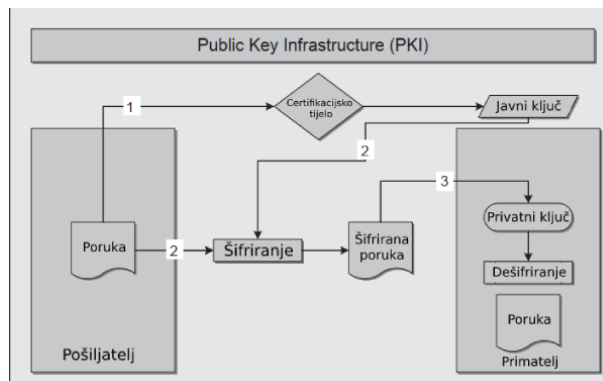 Public Key Infrastructure (PKI)
1
Certifikacijsko
tijelo
Javni ključ
2
3
Poruka
2
Šifriranje
Šifrirana
poruka
Privatni ključ
Dešifriranje
Poruka
Pošiljatelj
Primatelj